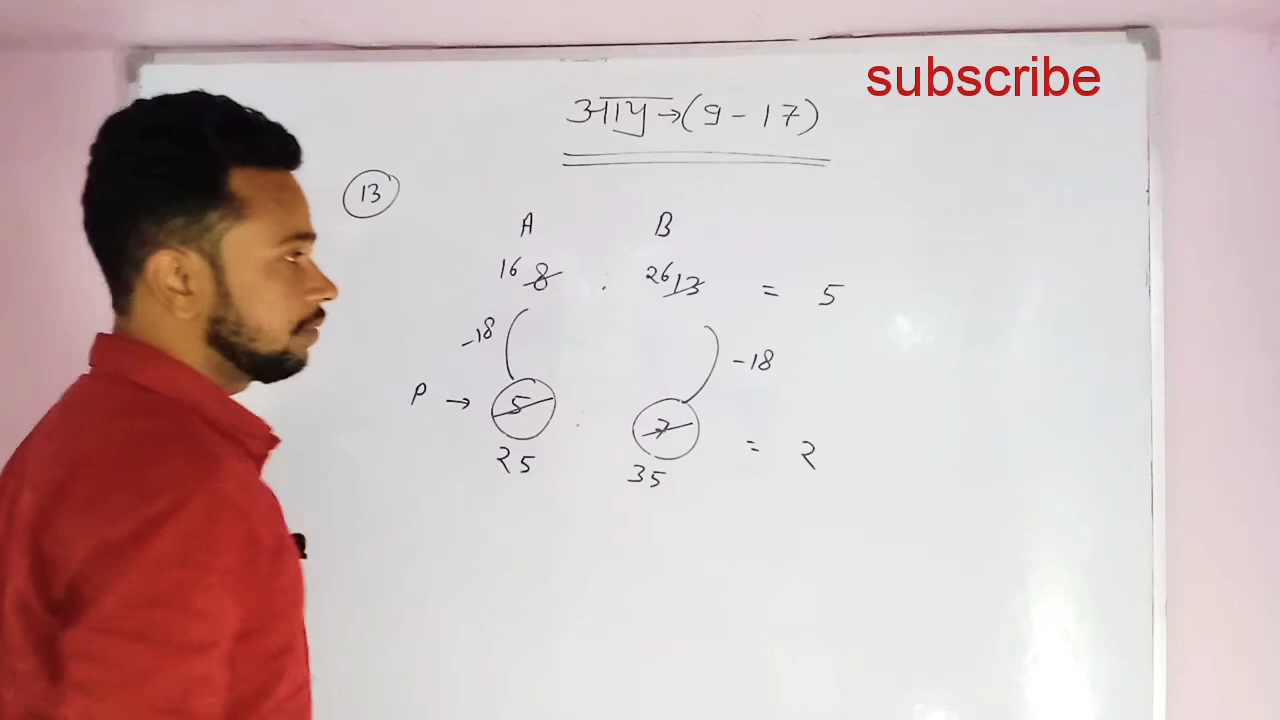 subscribe
आयु→(9-17)
13
A B
16 8 : 26 13 = 5
-18 -18
P → 5 : 7 = 2
25 35